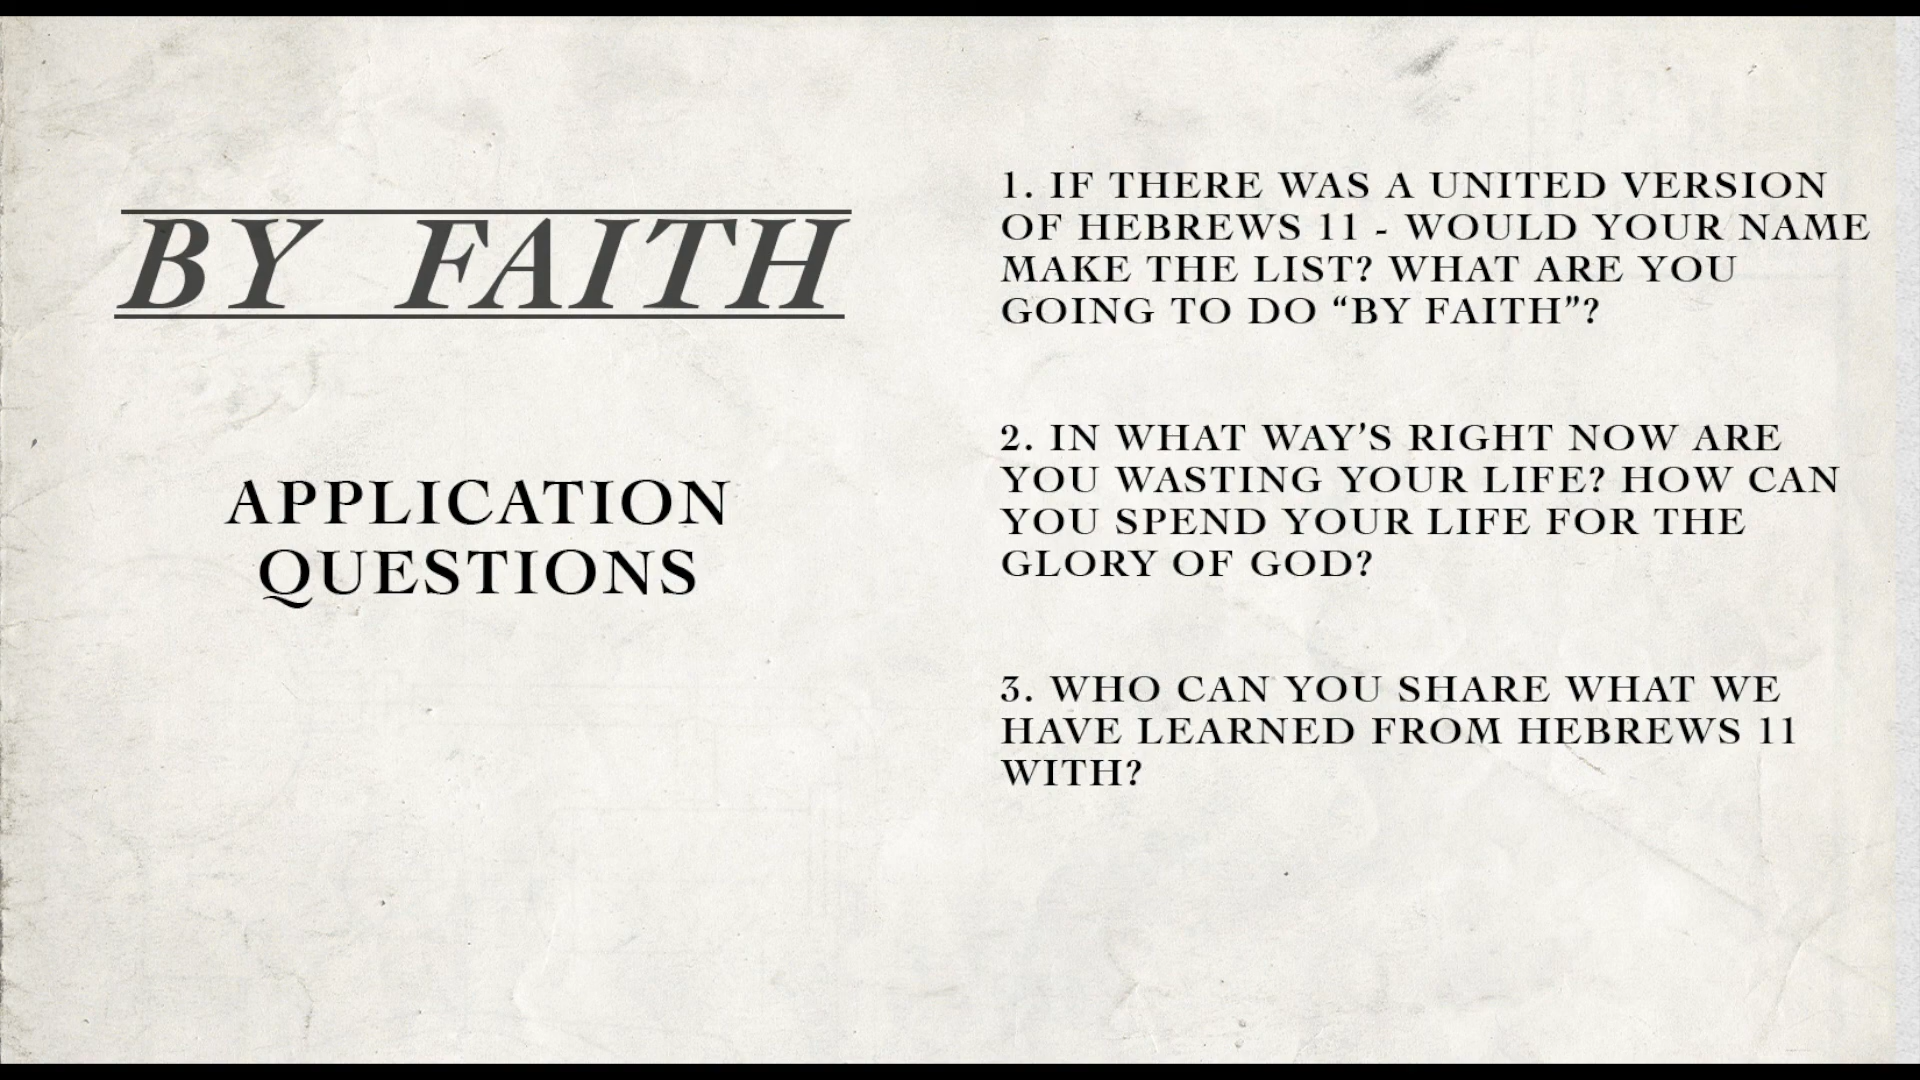 BY FAITH
APPLICATION
QUESTIONS
1. IF THERE WAS A UNITED VERSION
OF HEBREWS 11 - WOULD YOUR NAME
MAKE THE LIST? WHAT ARE YOU
GOING TO DO “BY FAITH”?
2. IN WHAT WAY’S RIGHT NOW ARE
YOU WASTING YOUR LIFE? HOW CAN
YOU SPEND YOUR LIFE FOR THE
GLORY OF GOD?
3. WHO CAN YOU SHARE WHAT WE
HAVE LEARNED FROM HEBREWS 11
WITH?